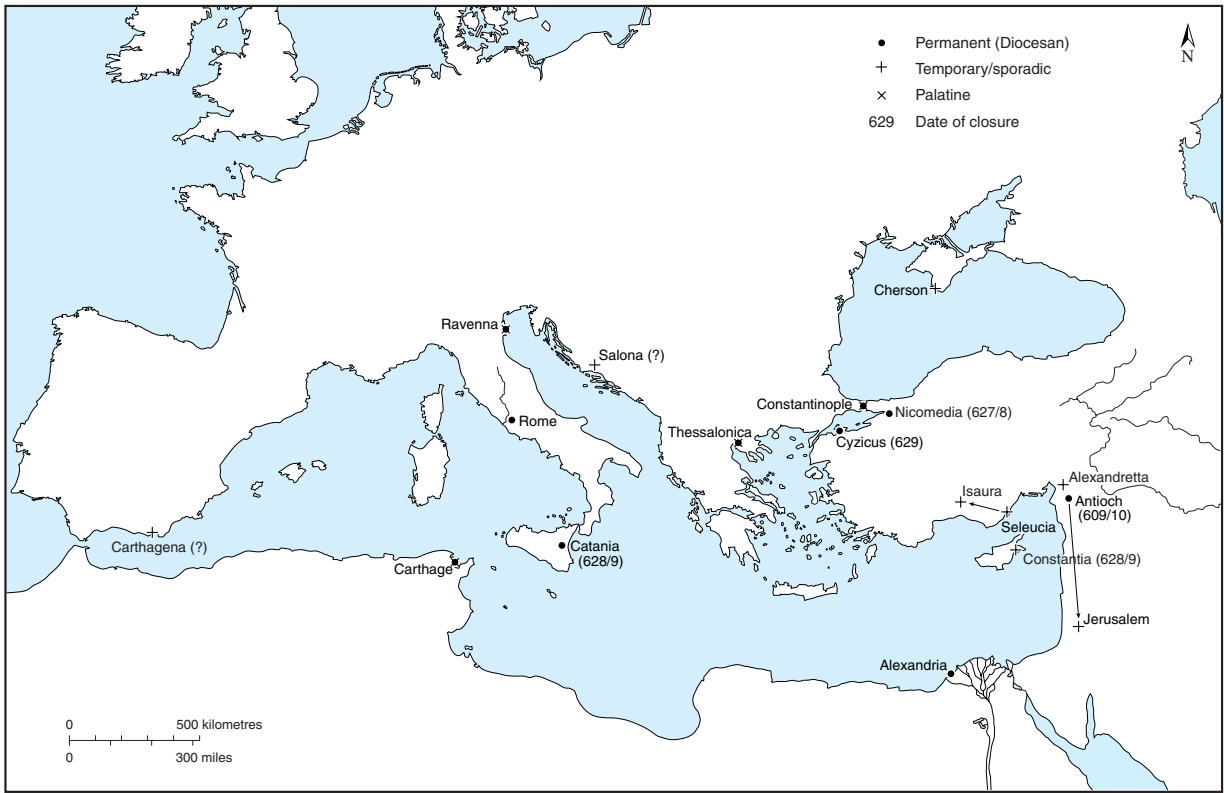 Permanent (Diocesan)
Temporary/sporadic
Palatine
629 Date of closure
N
Cherson
Ravenna
Salona (?)
Constantinople
Nicomedia (627/8)
Rome
Thessalonica
Cyzicus (629)
Alexandretta
Isaura
Antioch
(609/10)
Seleucia
Carthagena (?)
Catania
(628/9)
Constantia (628/9)
Carthage
Jerusalem
Alexandria
0 500 kilometres
0 300 miles